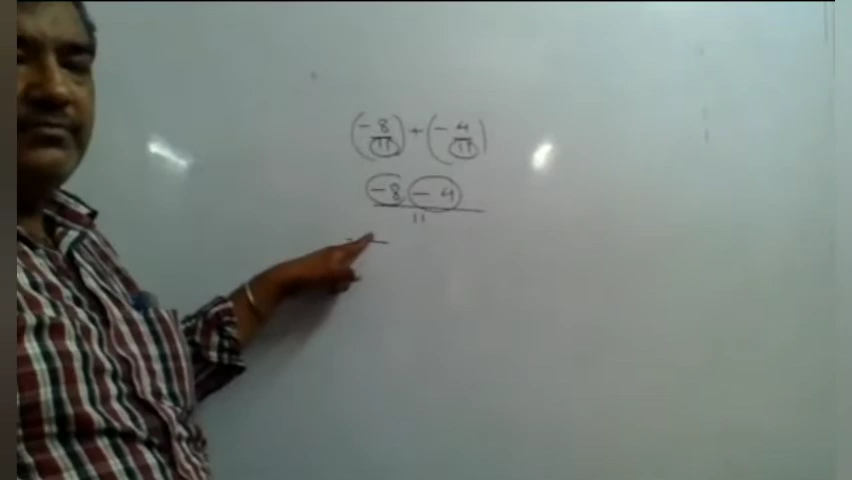 (-8/11) + (-4/11)
-8 -4
11
-